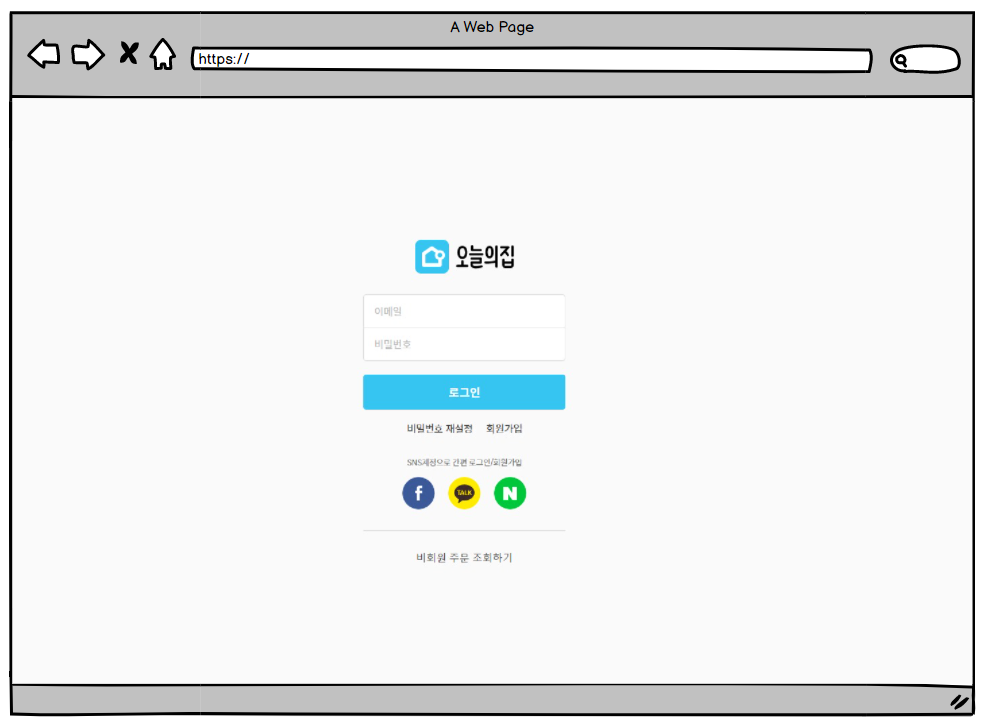 A Web Page
https://
오늘의집
이메일
비밀번호
로그인
비밀번호 재설정 회원가입
SNS계정으로 간편 로그인/회원가입
f TALK N
비회원 주문 조회하기